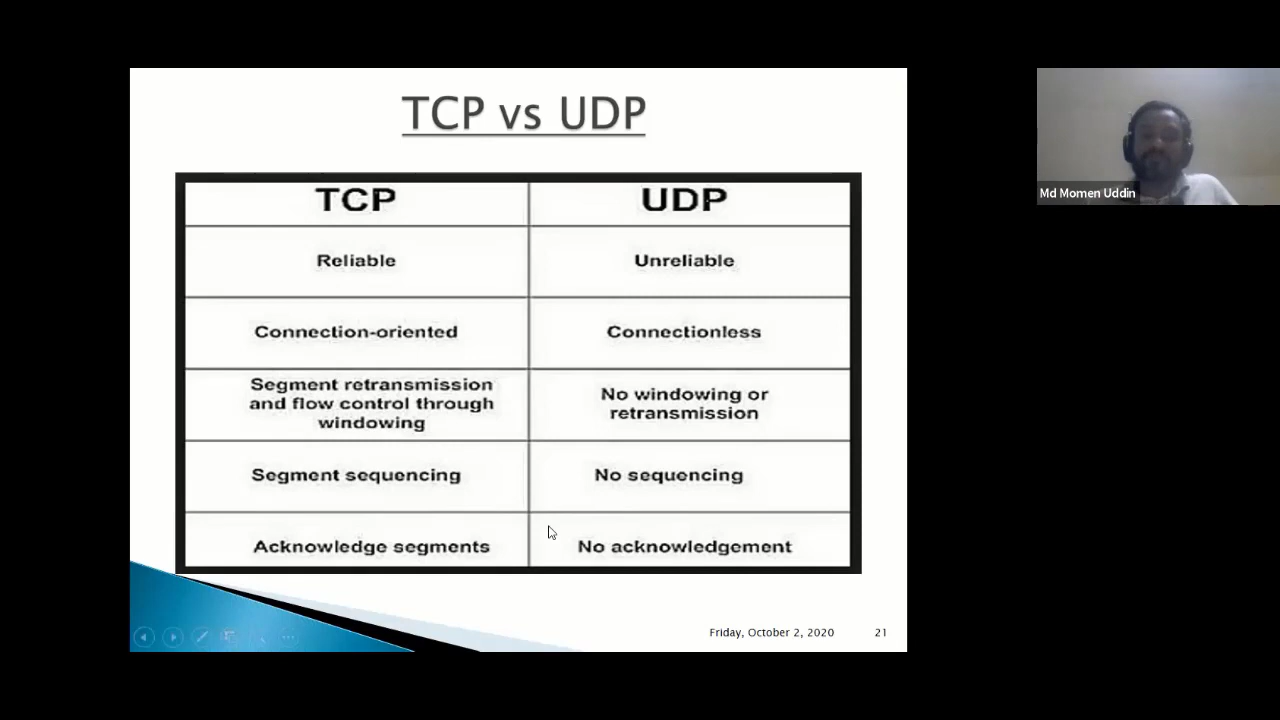 TCP vs UDP
TCP UDP
Reliable Unreliable
Connection-oriented Connectionless
Segment retransmission
and flow control through
windowing
No windowing or
retransmission
Segment sequencing No sequencing
Acknowledge segments No acknowledgement
Friday, October 2, 2020 21
Md Momen Uddin